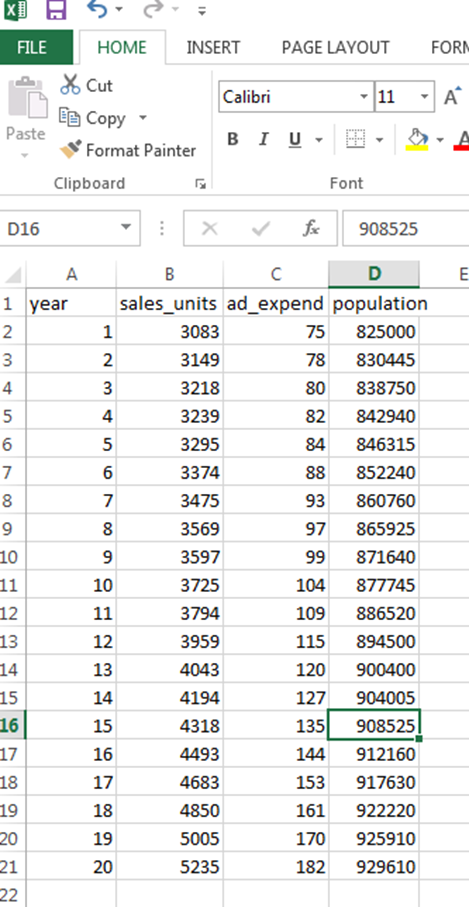 FILE HOME INSERT PAGE LAYOUT FORM
Cut
Copy
Paste
Format Painter
Clipboard
Calibri 11 A
B I U A
Font
D16 fx 908525
A B C D E
1 year sales_units ad_expend population
2 1 3083 75 825000
3 2 3149 78 830445
4 3 3218 80 838750
5 4 3239 82 842940
6 5 3295 84 846315
7 6 3374 88 852240
8 7 3475 93 860760
9 8 3569 97 865925
10 9 3597 99 871640
11 10 3725 104 877745
12 11 3794 109 886520
13 12 3959 115 894500
14 13 4043 120 900400
15 14 4194 127 904005
16 15 4318 135 908525
17 16 4493 144 912160
18 17 4683 153 917630
19 18 4850 161 922220
20 19 5005 170 925910
21 20 5235 182 929610
22